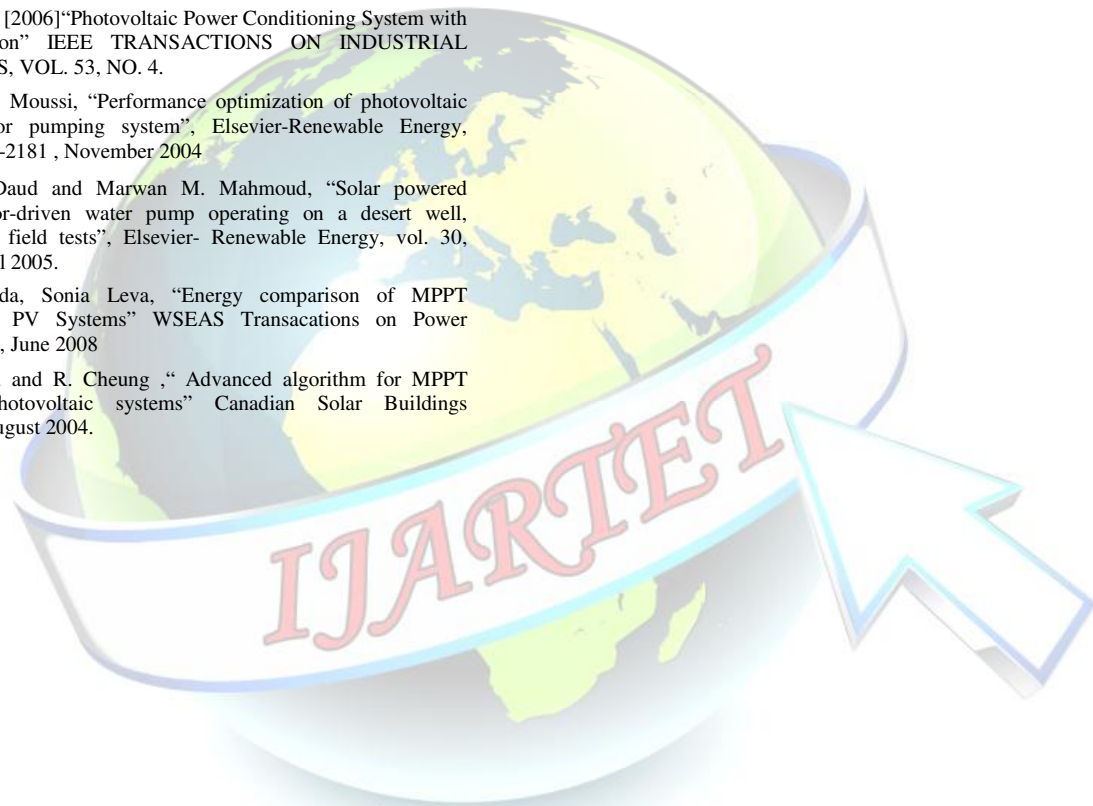 [2006]“Photovoltaic Power Conditioning System with
on” IEEE TRANSACTIONS ON INDUSTRIAL
S, VOL. 53, NO. 4.
Moussi, “Performance optimization of photovoltaic
or pumping system”, Elsevier-Renewable Energy,
-2181 , November 2004
Daud and Marwan M. Mahmoud, “Solar powered
or-driven water pump operating on a desert well,
field tests”, Elsevier- Renewable Energy, vol. 30,
l 2005.
da, Sonia Leva, “Energy comparison of MPPT
PV Systems” WSEAS Transacations on Power
, June 2008
and R. Cheung ,“ Advanced algorithm for MPPT
hotovoltaic systems” Canadian Solar Buildings
ugust 2004.
IJARTET